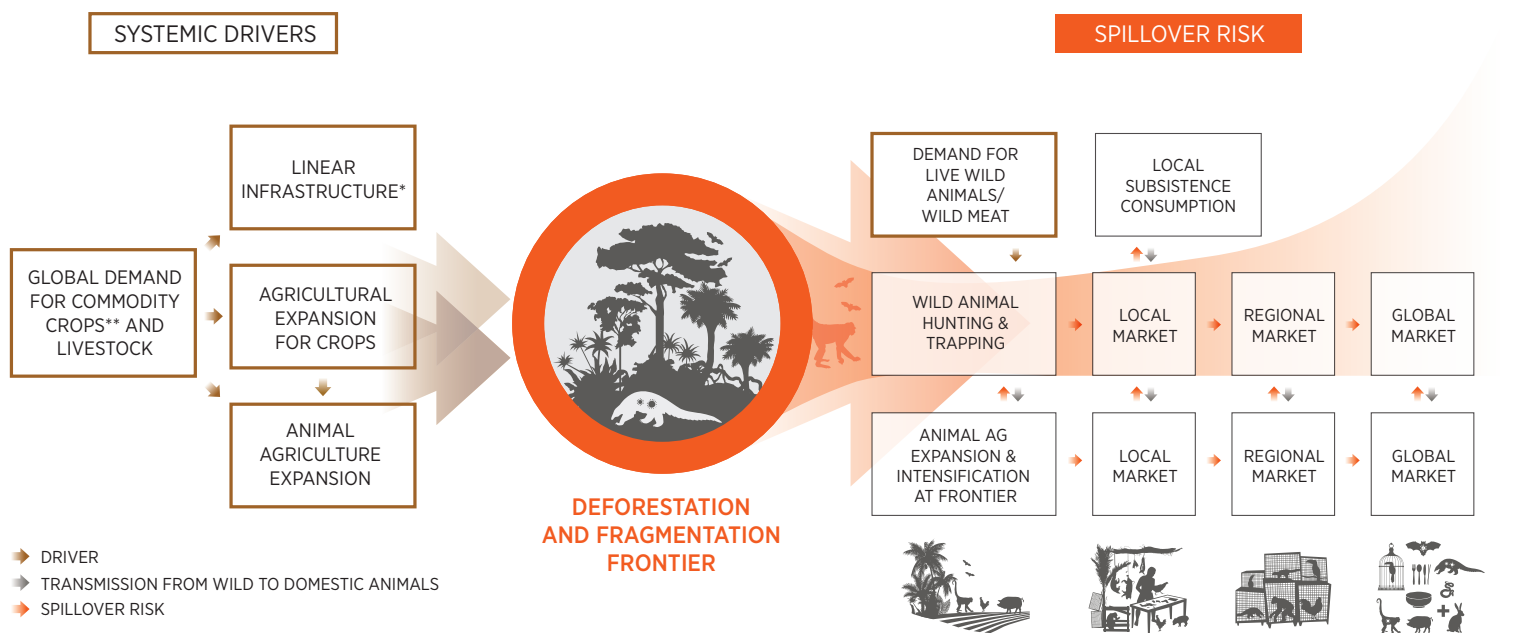 SYSTEMIC DRIVERS
SPILLOVER RISK
LINEAR
INFRASTRUCTURE*
GLOBAL DEMAND
FOR COMMODITY
CROPS** AND
LIVESTOCK
AGRICULTURAL
EXPANSION
FOR CROPS
ANIMAL
AGRICULTURE
EXPANSION
DEFORESTATION
AND FRAGMENTATION
FRONTIER
DEMAND FOR
LIVE WILD
ANIMALS/
WILD MEAT
LOCAL
SUBSISTENCE
CONSUMPTION
WILD ANIMAL
HUNTING &
TRAPPING
LOCAL
MARKET
REGIONAL
MARKET
GLOBAL
MARKET
ANIMAL AG
EXPANSION &
INTENSIFICATION
AT FRONTIER
LOCAL
MARKET
REGIONAL
MARKET
GLOBAL
MARKET
DRIVER
TRANSMISSION FROM WILD TO DOMESTIC ANIMALS
SPILLOVER RISK